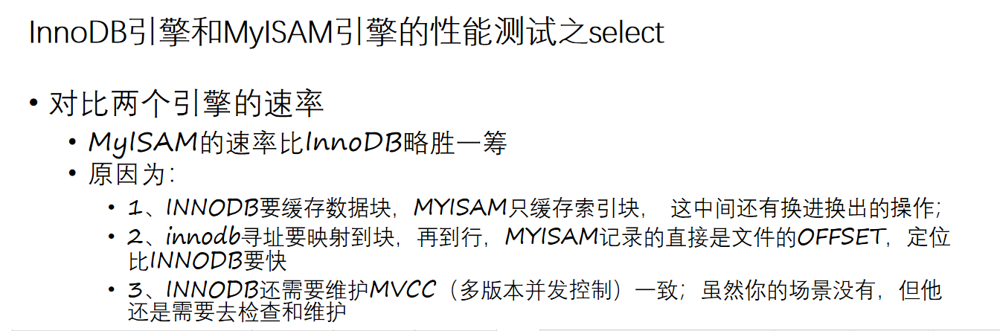 InnoDB引擎和MyISAM引擎的性能测试之select
• 对比两个引擎的速率
• MyISAM的速率比InnoDB略胜一筹
• 原因为：
• 1、INNODB要缓存数据块，MYISAM只缓存索引块， 这中间还有换进换出的操作；
• 2、innodb寻址要映射到块，再到行，MYISAM记录的直接是文件的OFFSET，定位
比INNODB要快
• 3、INNODB还需要维护MVCC（多版本并发控制）一致；虽然你的场景没有，但他
还是需要去检查和维护